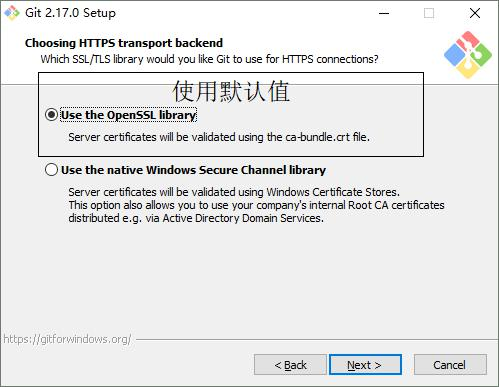 Git 2.17.0 Setup
Choosing HTTPS transport backend
Which SSL/TLS library would you like Git to use for HTTPS connections?
使用默认值
Use the OpenSSL library
Server certificates will be validated using the ca-bundle.crt file.
Use the native Windows Secure Channel library
Server certificates will be validated using Windows Certificate Stores.
This option also allows you to use your company's internal Root CA certificates
distributed e.g. via Active Directory Domain Services.
https://gitforwindows.org/
< Back
Next >
Cancel